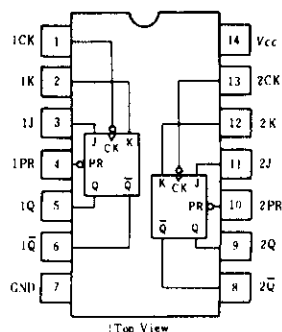 1CK 1 14 Vcc
1K 2 13 2CK
1J 3 J K 12 2K
CK
1PR 4 PR 11 2J
Q Q̅ K J
CK
1Q 5 PR 10 2PR
1Q̅ 6 Q̅ Q 9 2Q
GND 7 8 2Q̅
(Top View